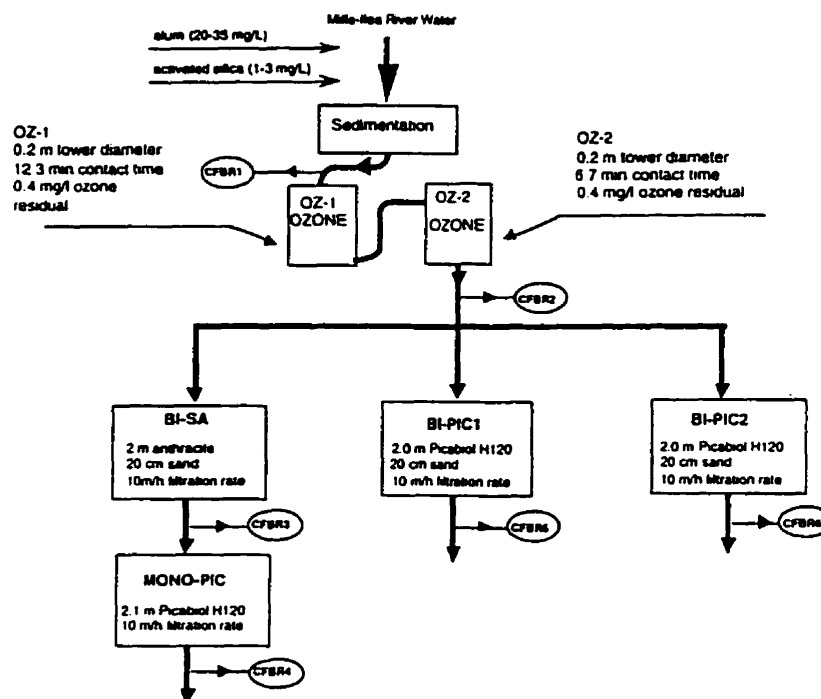 Mille-Iles River Water
alum (20-35 mg/L)
activated silica (1-3 mg/L)
Sedimentation
OZ-1
0.2 m tower diameter
12.3 min contact time
0.4 mg/l ozone
residual
CFBR1
OZ-1
OZONE
OZ-2
OZONE
OZ-2
0.2 m tower diameter
6.7 min contact time
0.4 mg/L ozone residual
CFBR2
BI-SA
2 m anthracite
20 cm sand
10m/h filtration rate
BI-PIC1
2.0 m Picabiol H120
20 cm sand
10 m/h filtration rate
BI-PIC2
2.0 m Picabiol H120
20 cm sand
10 m/h filtration rate
CFBR3
CFBR5
CFBR6
MONO-PIC
2.1 m Picabiol H120
10 m/h filtration rate
CFBR4